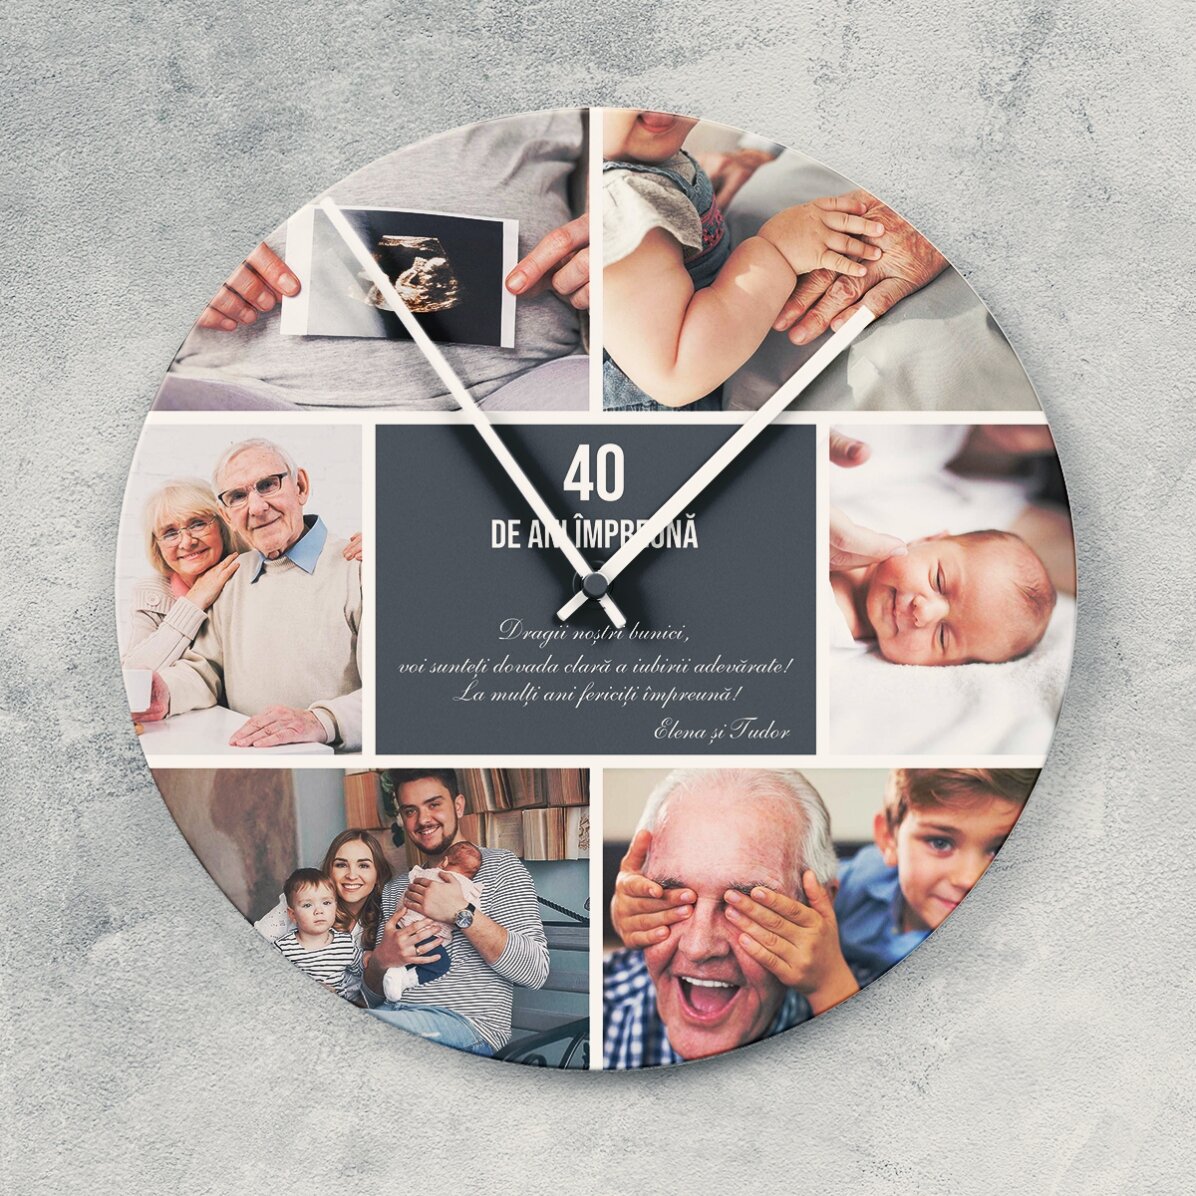 40
DE ANI ÎMPREUNĂ
Dragii noștri bunici,
voi sunteți dovada clară a iubirii adevărate!
La mulți ani fericiți împreună!
Elena și Tudor